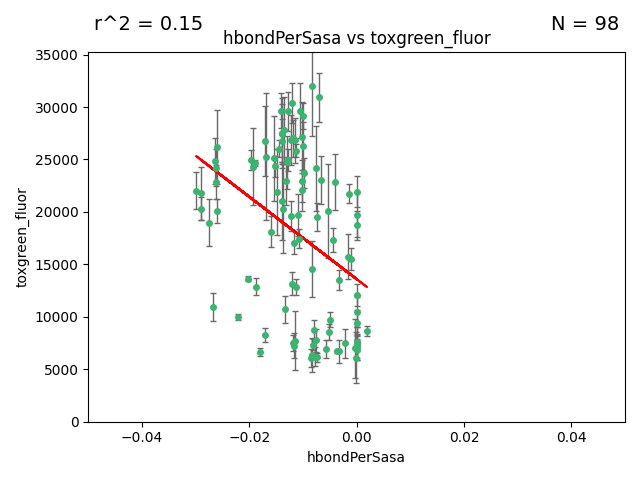 r^2 = 0.15
N = 98
hbondPerSasa vs toxgreen_fluor
35000
30000
25000
20000
15000
10000
5000
0
toxgreen_fluor
−0.04
−0.02
0.00
0.02
0.04
hbondPerSasa